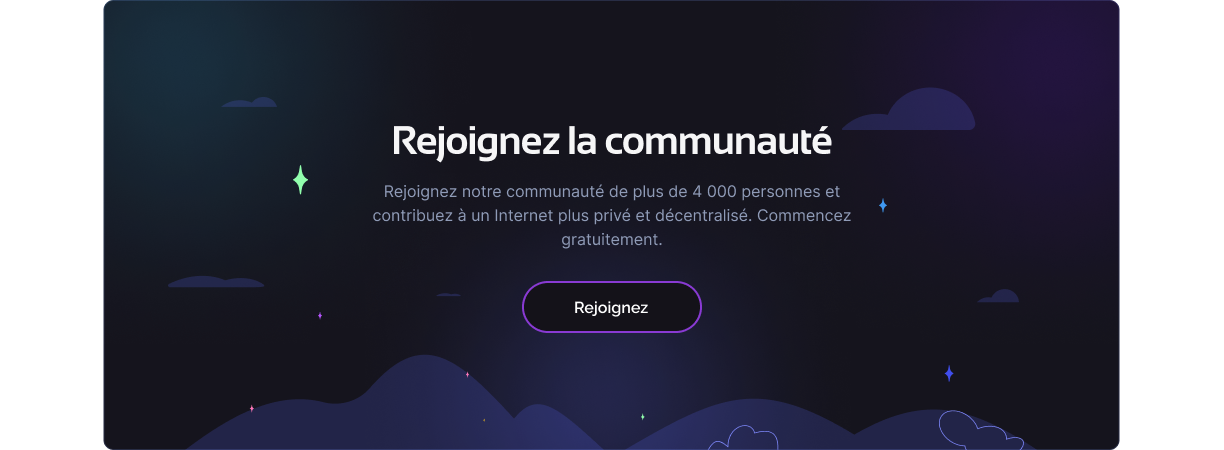 Rejoignez la communauté
Rejoignez notre communauté de plus de 4 000 personnes et
contribuez à un Internet plus privé et décentralisé. Commencez
gratuitement.
Rejoignez